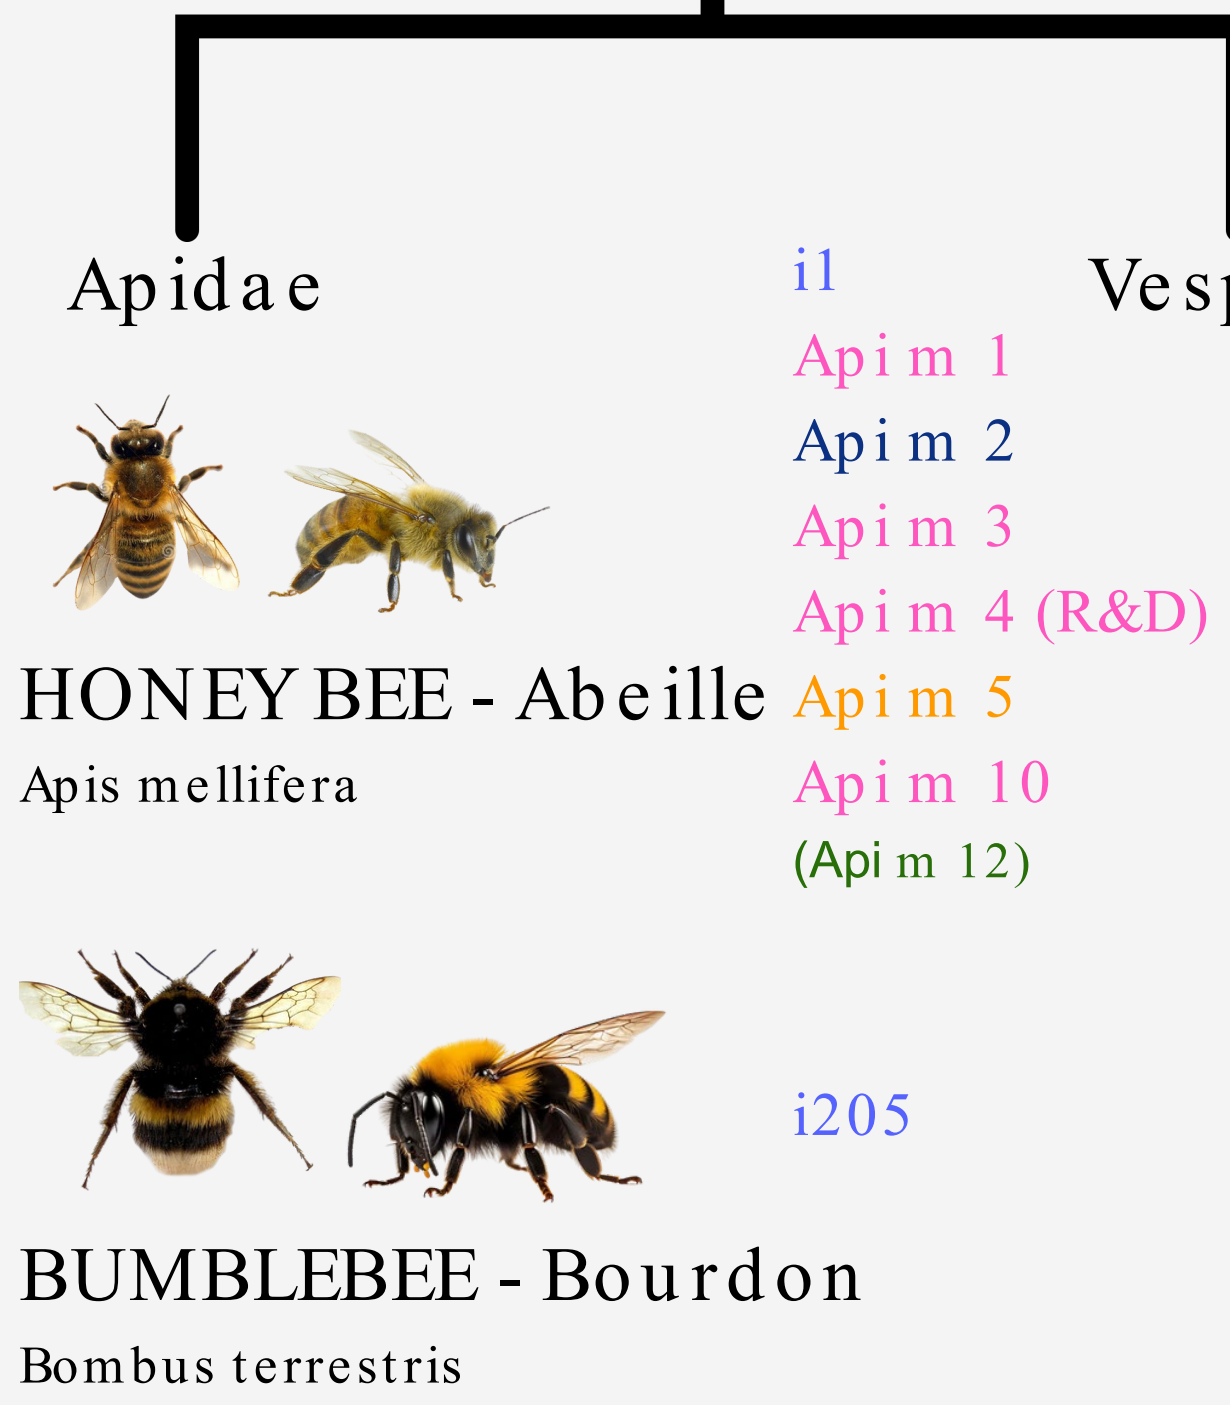 Apidae
i1
Ves
Api m 1
Api m 2
Api m 3
Api m 4 (R&D)
HONEY BEE - Abeille
Api m 5
Apis mellifera
Api m 10
(Api m 12)
i205
BUMBLEBEE - Bourdon
Bombus terrestris